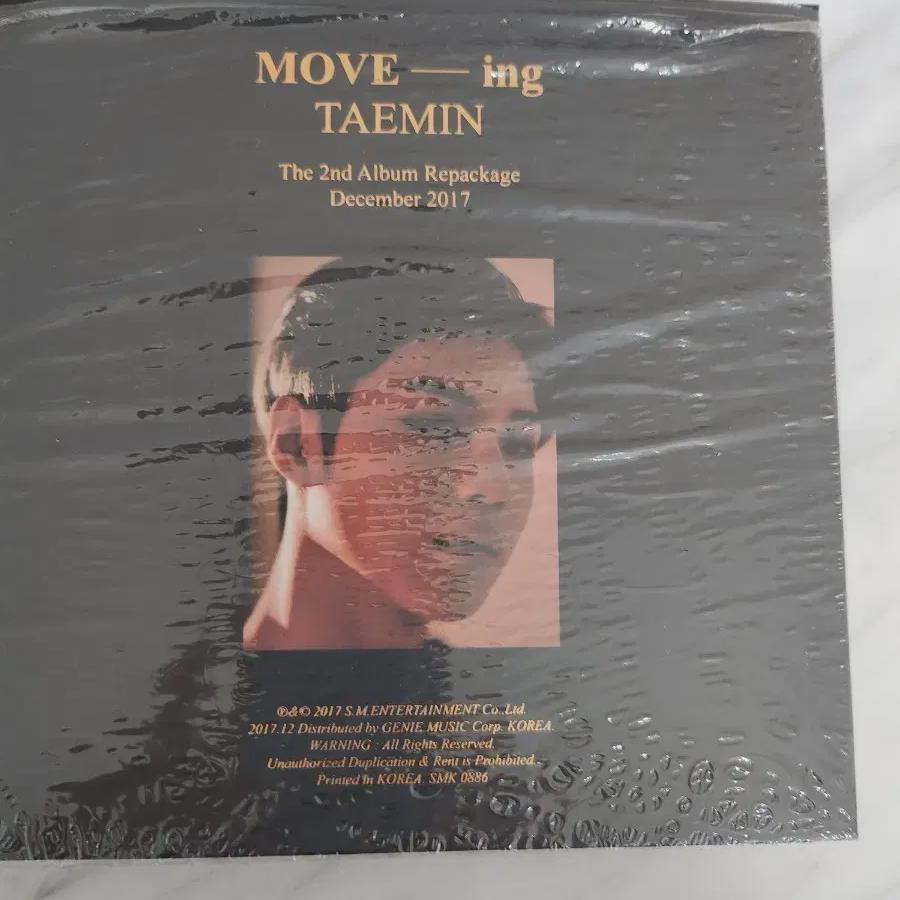 MOVE — ing
TAEMIN
The 2nd Album Repackage
December 2017
℗&© 2017 S.M.ENTERTAINMENT Co.,Ltd.
2017.12 Distributed by GENIE MUSIC Corp. KOREA.
WARNING : All Rights Reserved.
Unauthorized Duplication & Rent is Prohibited.
Printed in KOREA. SMK 0886